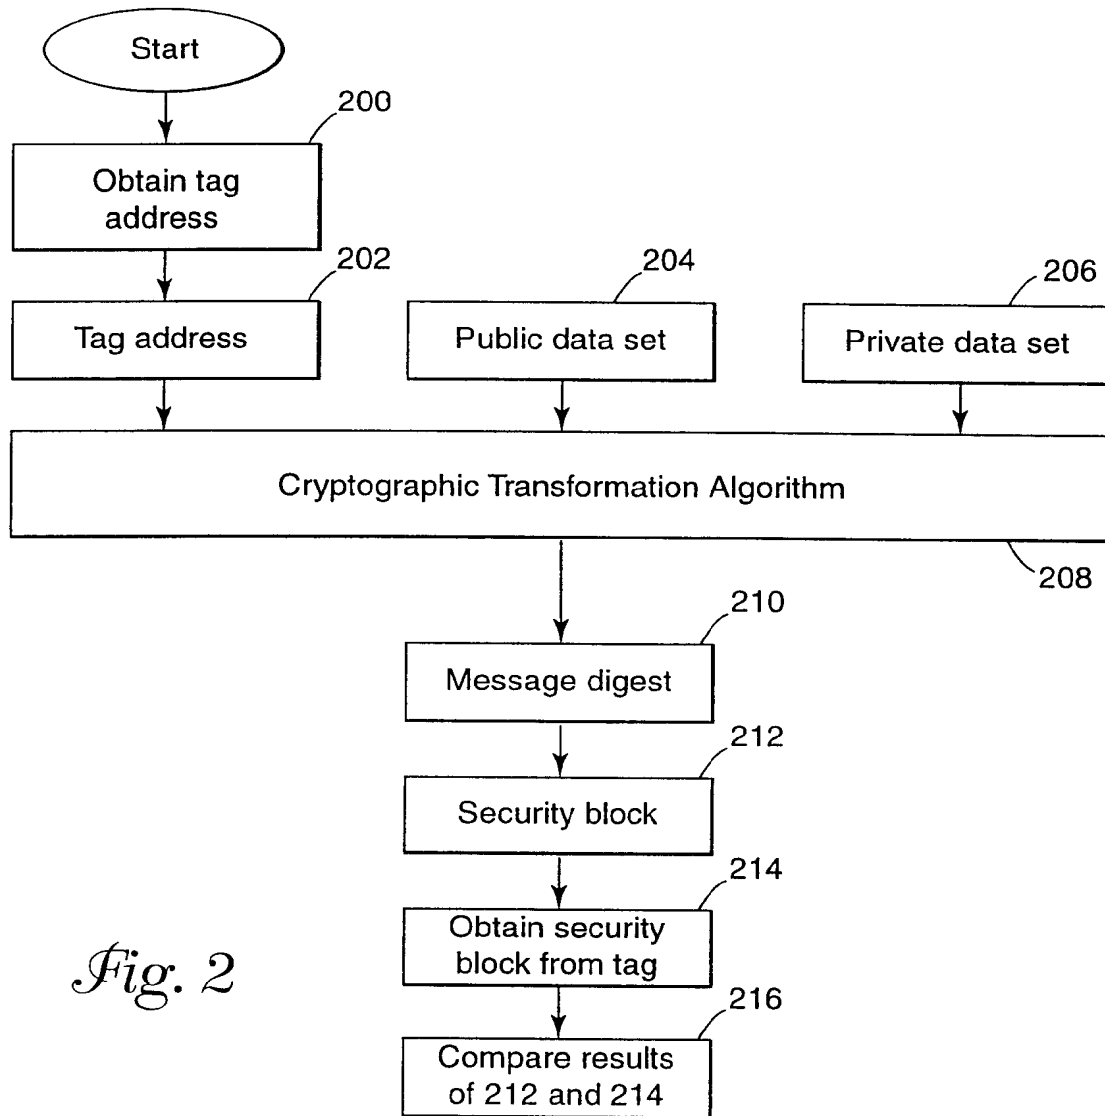 Start
200
Obtain tag
address
202
204
206
Tag address
Public data set
Private data set
Cryptographic Transformation Algorithm
208
210
Message digest
212
Security block
214
Obtain security
block from tag
Fig. 2
216
Compare results
of 212 and 214